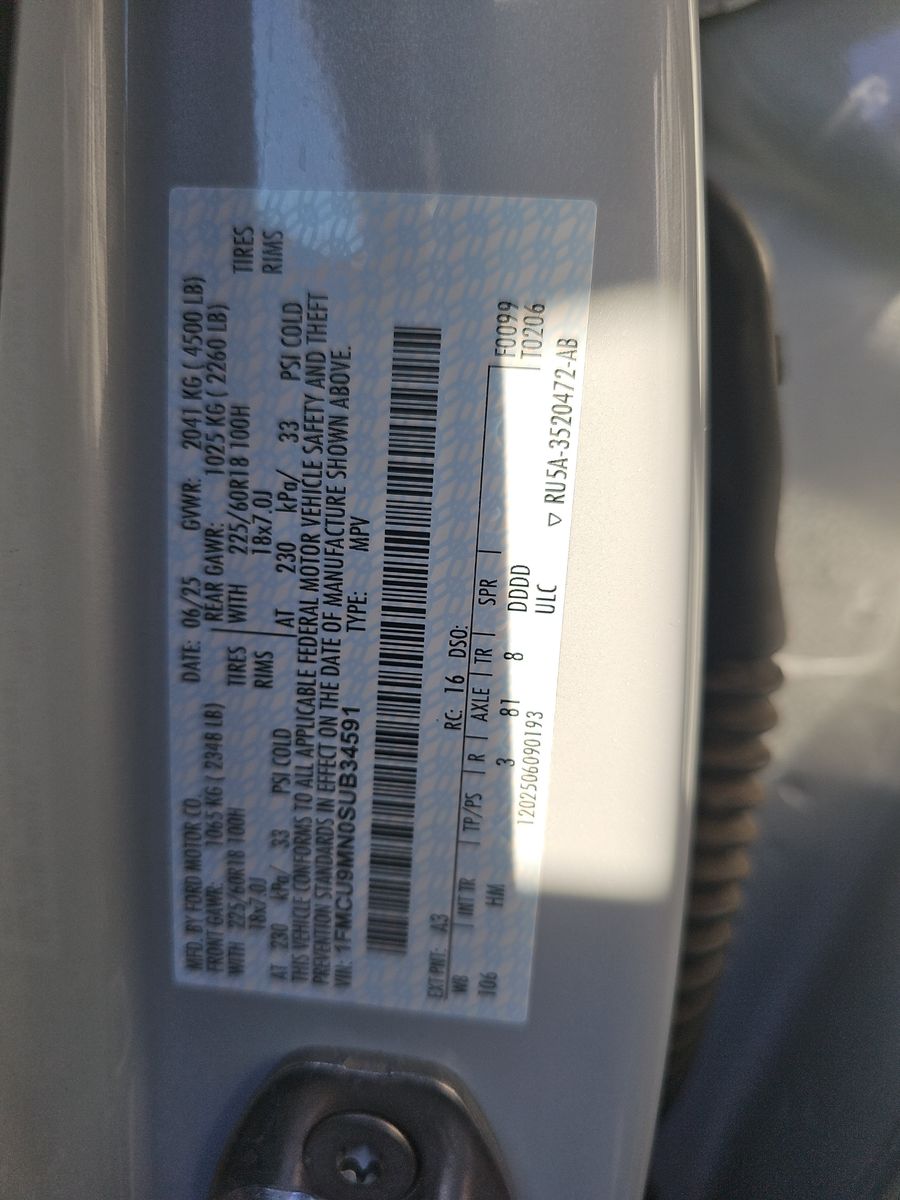 MFD. BY FORD MOTOR CO. DATE: 06/25 GVWR: 2041 KG ( 4500 LB)
FRONT GAWR: 1065 KG ( 2348 LB) REAR GAWR: 1025 KG ( 2260 LB)
WITH 225/60R18 100H TIRES WITH 225/60R18 100H TIRES
18x7.0J RIMS 18x7.0J RIMS
AT 230 kPa/ 33 PSI COLD AT 230 kPa/ 33 PSI COLD
THIS VEHICLE CONFORMS TO ALL APPLICABLE FEDERAL MOTOR VEHICLE SAFETY AND THEFT
PREVENTION STANDARDS IN EFFECT ON THE DATE OF MANUFACTURE SHOWN ABOVE.
VIN: 1FMCU9MN0SUB34591 TYPE: MPV
EXT PNT: A3 RC: 16 DSO:
WB INT TR TP/PS R AXLE TR SPR F0099
106 HM 3 81 8 DDDD T0206
1202506090193 ULC ▽ RU5A-3520472-AB